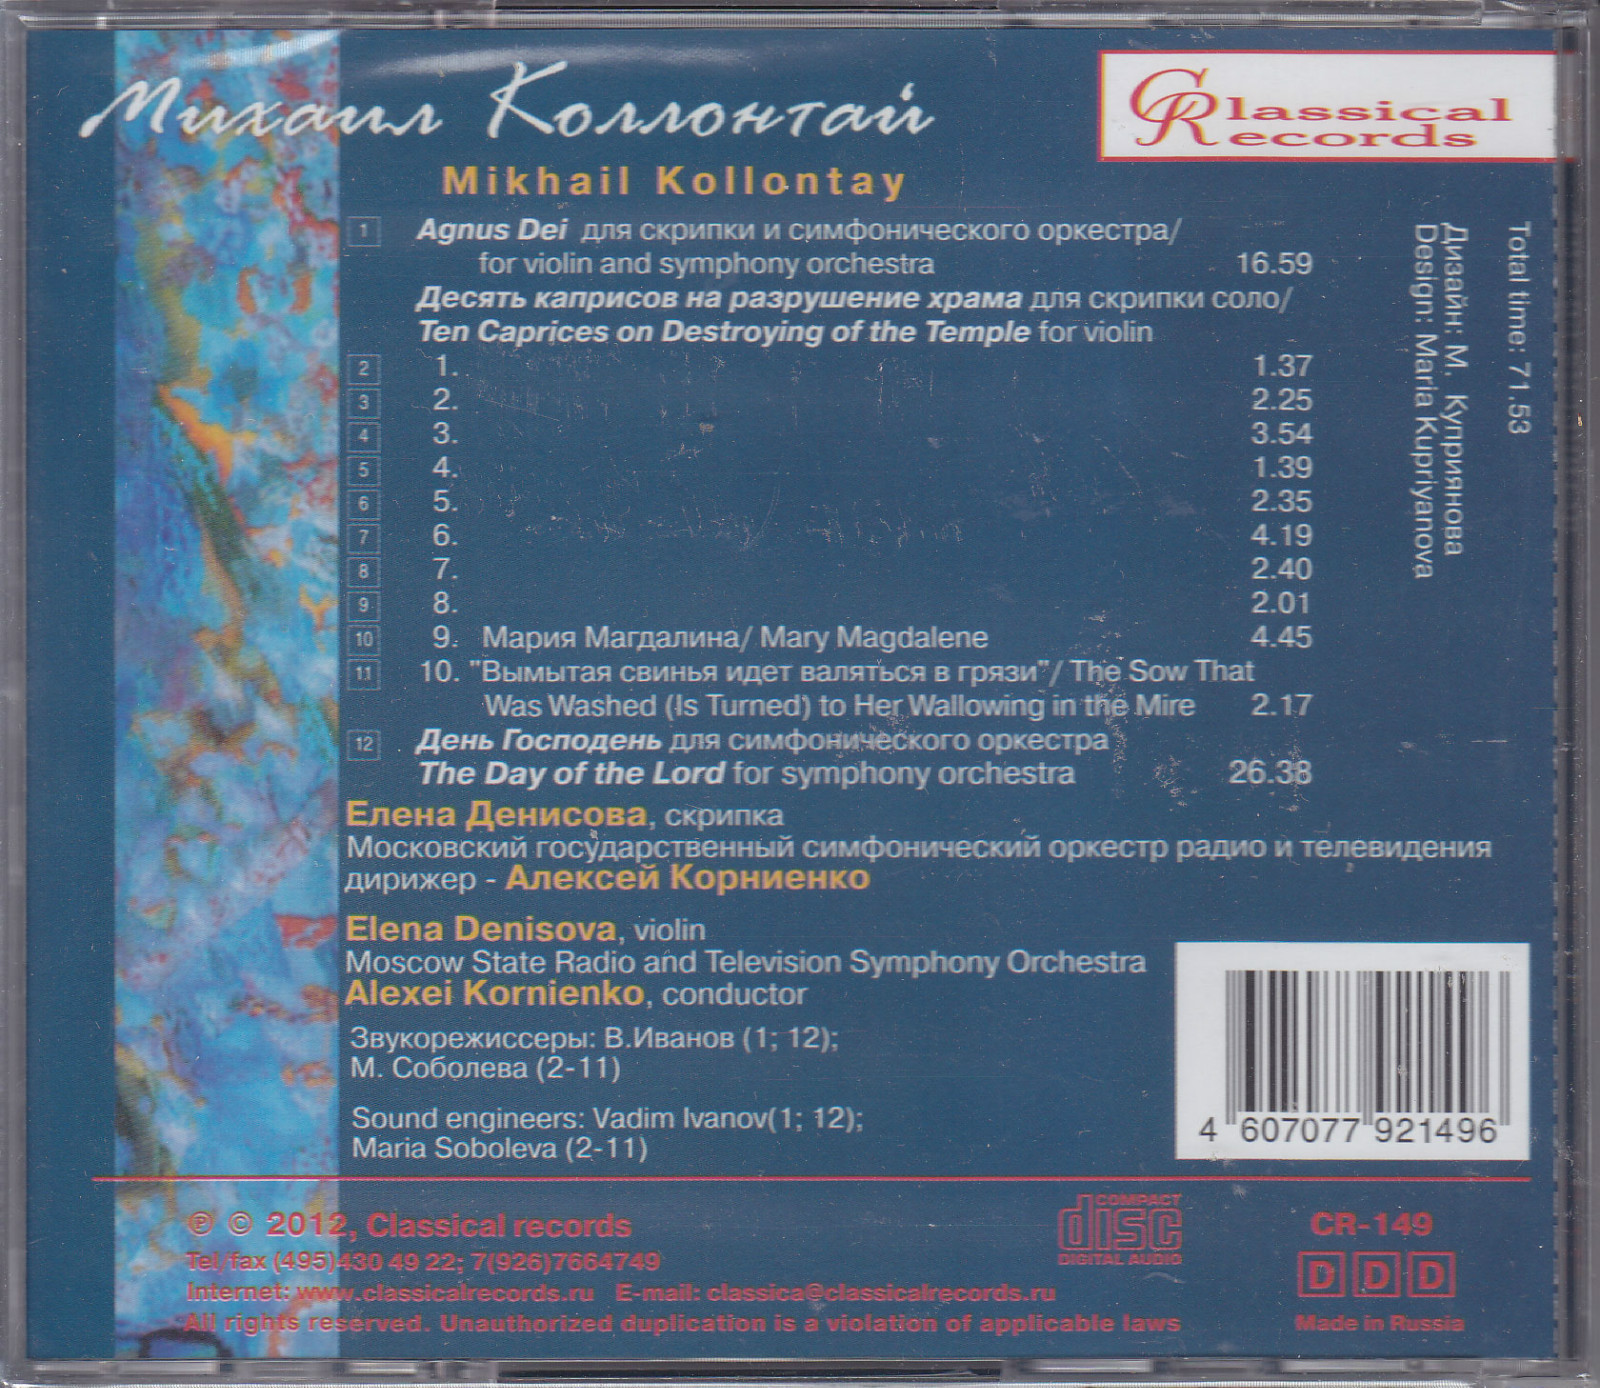 Михаил Коллонтай
Classical
Records
Mikhail Kollontay
1 Agnus Dei для скрипки и симфонического оркестра/
for violin and symphony orchestra 16.59
Десять каприсов на разрушение храма для скрипки соло/
Ten Caprices on Destroying of the Temple for violin
2 1. 1.37
3 2. 2.25
4 3. 3.54
5 4. 1.39
6 5. 2.35
7 6. 4.19
8 7. 2.40
9 8. 2.01
10 9. Мария Магдалина/ Mary Magdalene 4.45
11 10. "Вымытая свинья идет валяться в грязи"/ The Sow That
Was Washed (Is Turned) to Her Wallowing in the Mire 2.17
12 День Господень для симфонического оркестра
The Day of the Lord for symphony orchestra 26.38
Елена Денисова, скрипка
Московский государственный симфонический оркестр радио и телевидения
дирижер - Алексей Корниенко
Elena Denisova, violin
Moscow State Radio and Television Symphony Orchestra
Alexei Kornienko, conductor
Звукорежиссеры: В.Иванов (1; 12);
М. Соболева (2-11)
Sound engineers: Vadim Ivanov(1; 12);
Maria Soboleva (2-11)
Total time: 71.53
Дизайн: М. Куприянова
Design: Maria Kupriyanova
4 607077 921496
℗ © 2012, Classical records
Tel/fax (495)430 49 22; 7(926)7664749
Internet: www.classicalrecords.ru E-mail: classica@classicalrecords.ru
All rights reserved. Unauthorized duplication is a violation of applicable laws
COMPACT
disc
DIGITAL AUDIO
CR-149
D D D
Made in Russia